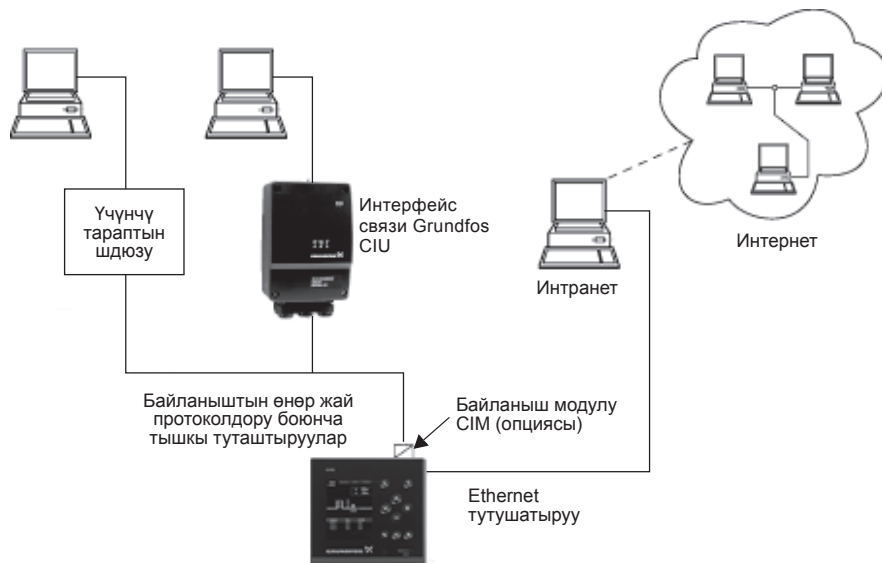 Үчүнчү
тараптын
шдюзу
Интерфейс
связи Grundfos
CIU
Интранет
Интернет
Байланыштын өнөр жай
протоколдору боюнча
тышкы туташтыруулар
Байланыш модулу
CIM (опциясы)
Ethernet
тутушатыруу
GRUNDFOS